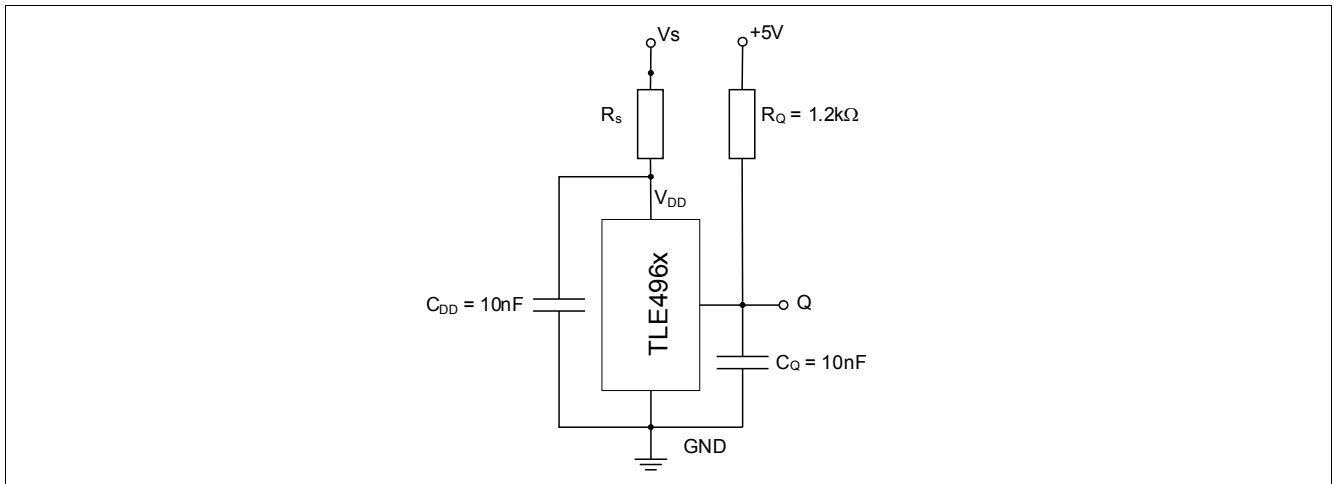 Vs
+5V
Rs
RQ = 1.2kΩ
VDD
TLE496x
CDD = 10nF
Q
CQ = 10nF
GND